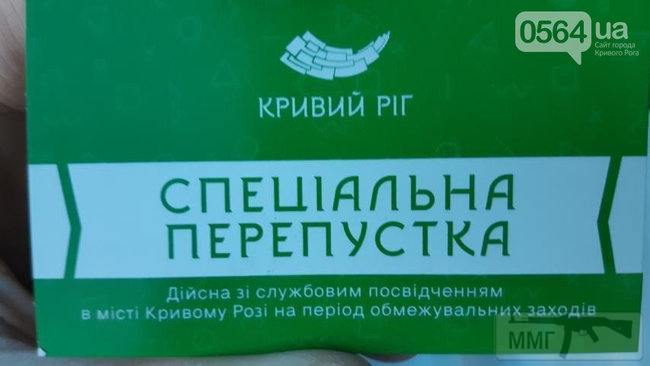 0564.ua
Сайт города
Кривого Рога
КРИВИЙ РІГ
СПЕЦІАЛЬНА
ПЕРЕПУСТКА
Дійсна зі службовим посвідченням
в місті Кривому Розі на період обмежувальних заходів
ММГ